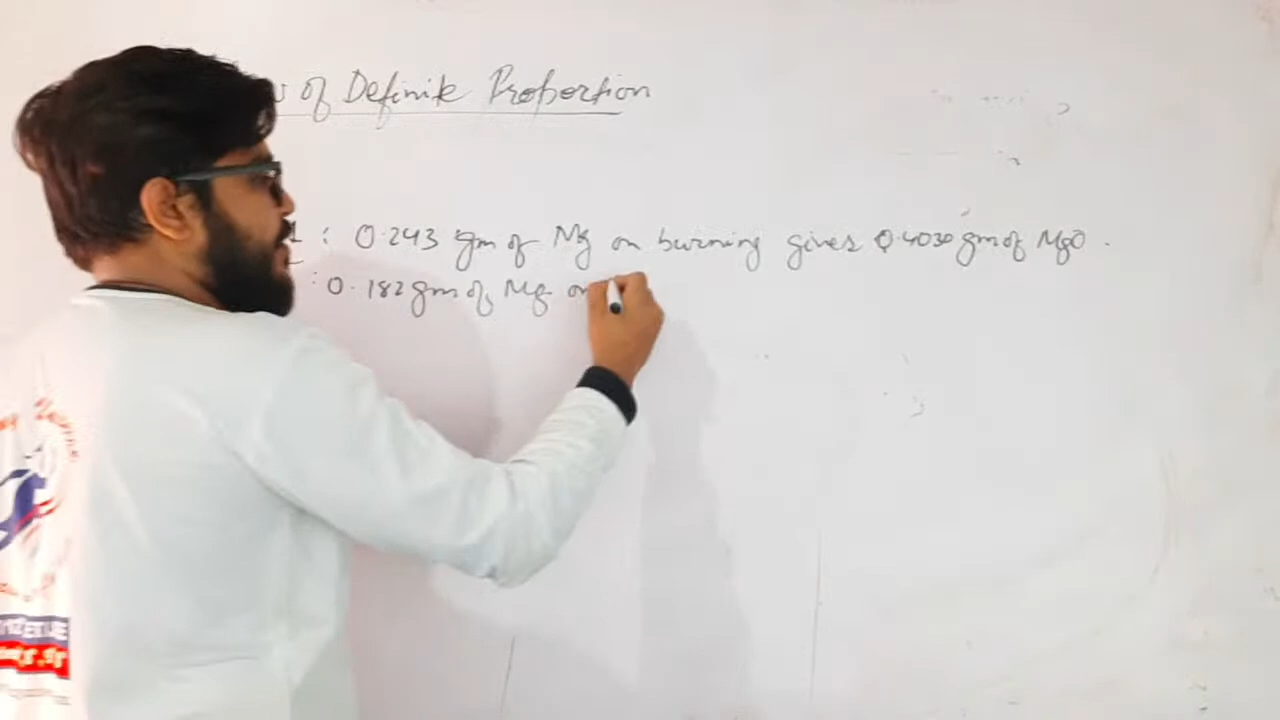 of Definite Proportion
: 0.243 gm of Mg on burning gives 0.4030 gm of MgO.
: 0.182 gm of Mg on